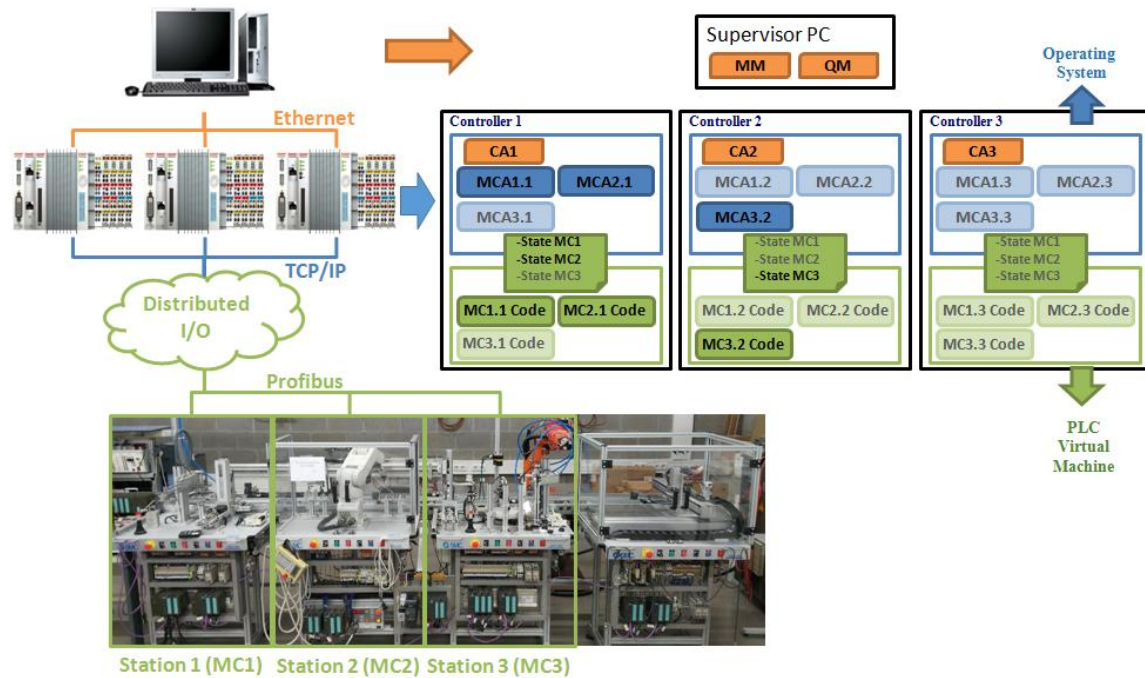 Supervisor PC
MM
QM
Operating
System
Ethernet
Controller 1
Controller 2
Controller 3
CA1
CA2
CA3
MCA1.1
MCA2.1
MCA1.2
MCA2.2
MCA1.3
MCA2.3
MCA3.1
MCA3.2
MCA3.3
-State MC1
-State MC2
-State MC3
-State MC1
-State MC2
-State MC3
-State MC1
-State MC2
-State MC3
TCP/IP
Distributed
I/O
MC1.1 Code
MC2.1 Code
MC1.2 Code
MC2.2 Code
MC1.3 Code
MC2.3 Code
MC3.1 Code
MC3.2 Code
MC3.3 Code
Profibus
PLC
Virtual
Machine
SMC
Station 1 (MC1)
Station 2 (MC2)
Station 3 (MC3)